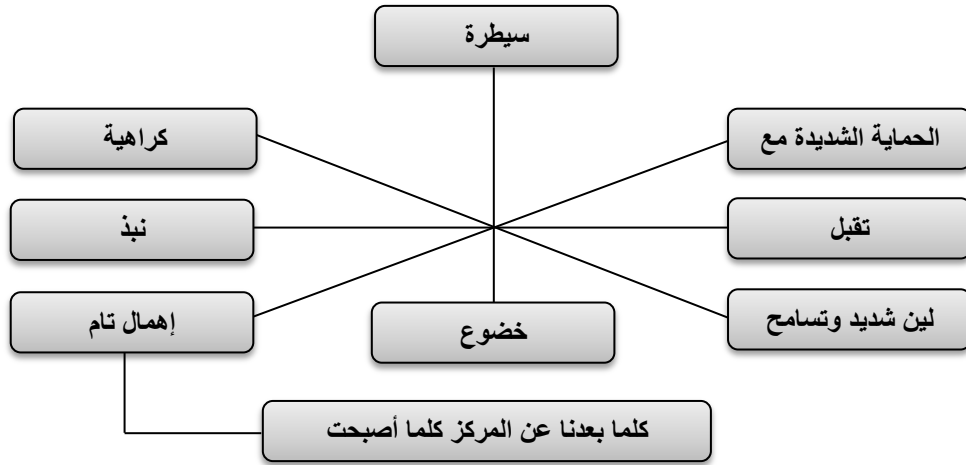 سيطرة
الحماية الشديدة مع
كراهية
تقبل
نبذ
لين شديد وتسامح
خضوع
إهمال تام
كلما بعدنا عن المركز كلما أصبحت